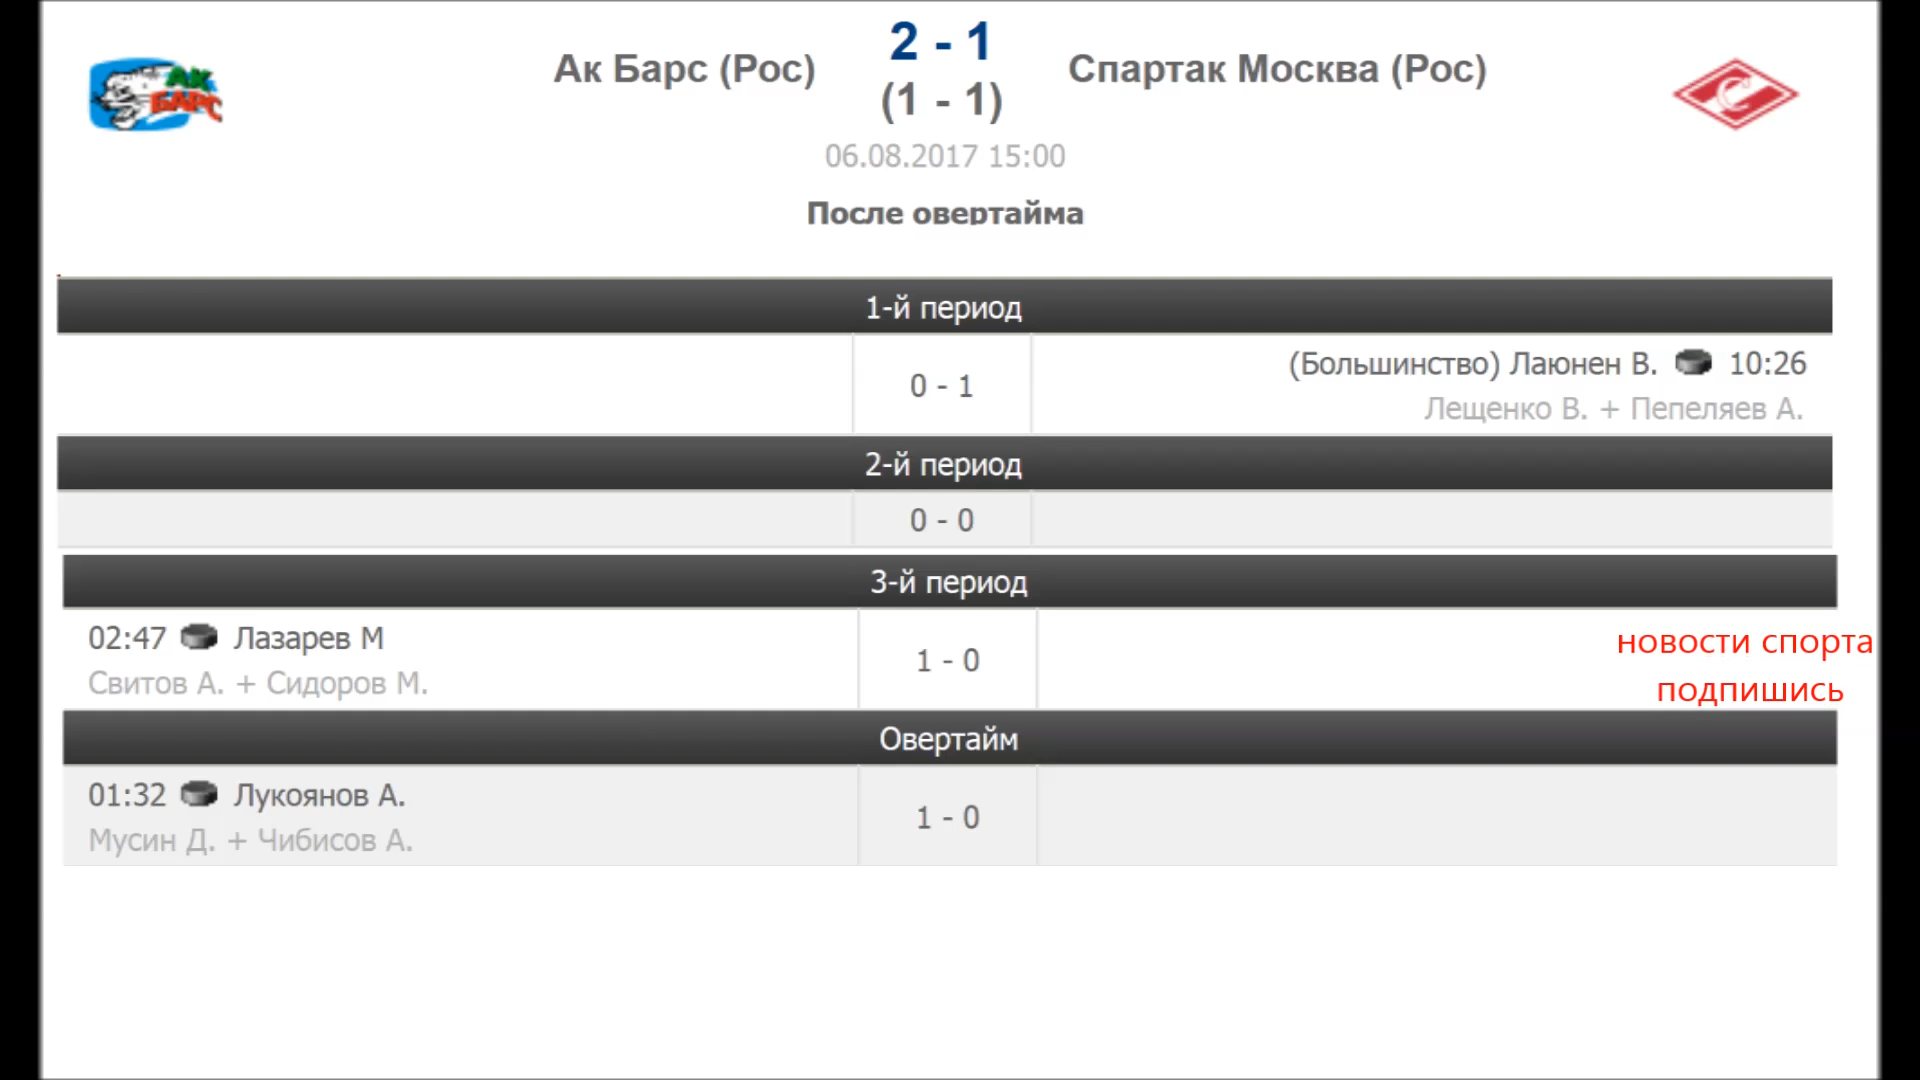 АК
БАРС
Ак Барс (Рос)
2 - 1
(1 - 1)
Спартак Москва (Рос)
С
06.08.2017 15:00
После овертайма
1-й период
0 - 1
(Большинство) Лаюнен В. 10:26
Лещенко В. + Пепеляев А.
2-й период
0 - 0
3-й период
02:47 Лазарев М
Свитов А. + Сидоров М.
1 - 0
новости спорта
подпишись
Овертайм
01:32 Лукоянов А.
Мусин Д. + Чибисов А.
1 - 0